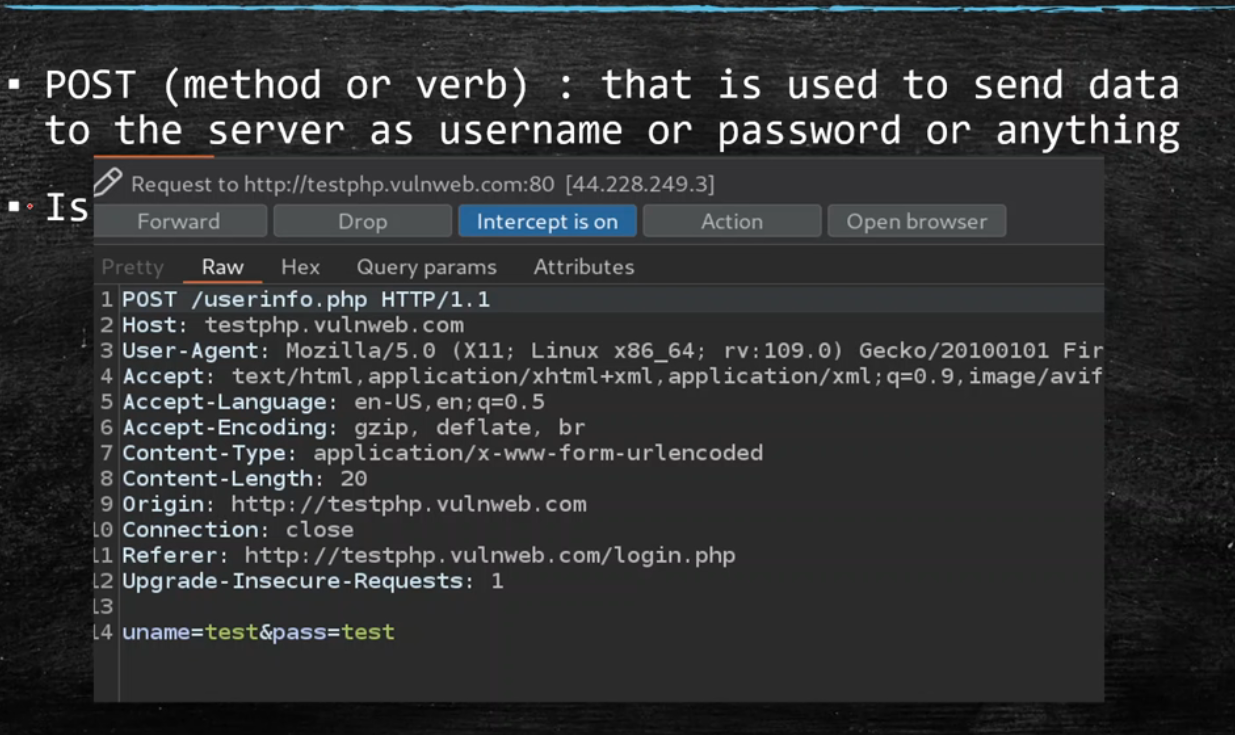 ▪ POST (method or verb) : that is used to send data
to the server as username or password or anything
▪ Is
Request to http://testphp.vulnweb.com:80 [44.228.249.3]
Forward Drop Intercept is on Action Open browser
Pretty Raw Hex Query params Attributes
1 POST /userinfo.php HTTP/1.1
2 Host: testphp.vulnweb.com
3 User-Agent: Mozilla/5.0 (X11; Linux x86_64; rv:109.0) Gecko/20100101 Fir
4 Accept: text/html,application/xhtml+xml,application/xml;q=0.9,image/avif
5 Accept-Language: en-US,en;q=0.5
6 Accept-Encoding: gzip, deflate, br
7 Content-Type: application/x-www-form-urlencoded
8 Content-Length: 20
9 Origin: http://testphp.vulnweb.com
10 Connection: close
11 Referer: http://testphp.vulnweb.com/login.php
12 Upgrade-Insecure-Requests: 1
13
14 uname=test&pass=test